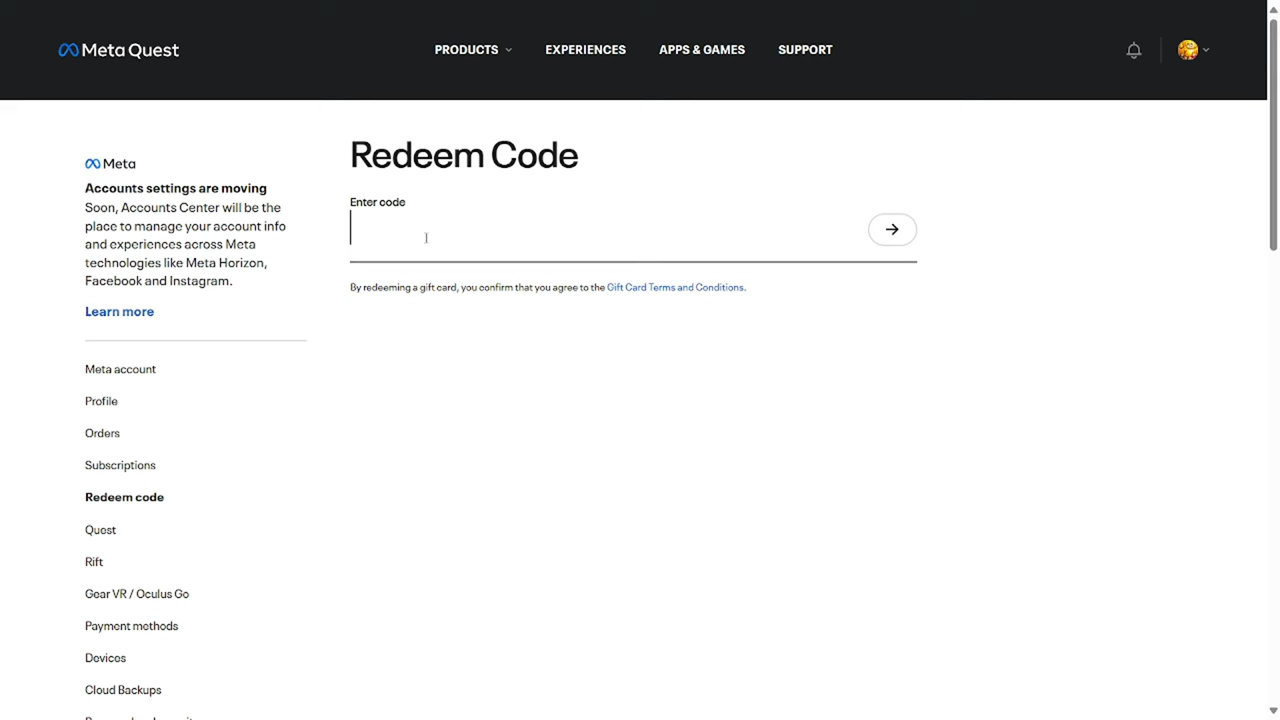 Meta Quest
PRODUCTS
EXPERIENCES
APPS & GAMES
SUPPORT
Meta
Accounts settings are moving
Soon, Accounts Center will be the
place to manage your account info
and experiences across Meta
technologies like Meta Horizon,
Facebook and Instagram.
Learn more
Meta account
Profile
Orders
Subscriptions
Redeem code
Quest
Rift
Gear VR / Oculus Go
Payment methods
Devices
Cloud Backups
Redeem Code
Enter code
By redeeming a gift card, you confirm that you agree to the Gift Card Terms and Conditions.